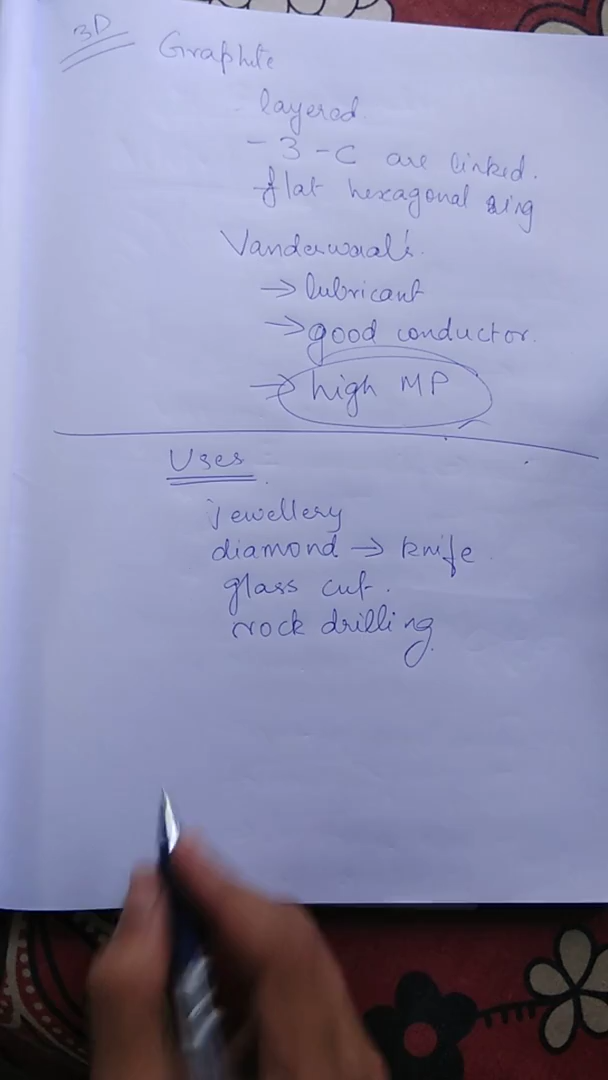 3D
Graphite
layered.
- 3 - C are linked.
flat hexagonal ring
Vanderwaal's.
→ lubricant
→ good conductor.
→ high MP
Uses
jewellery
diamond → knife.
glass cut.
rock drilling.